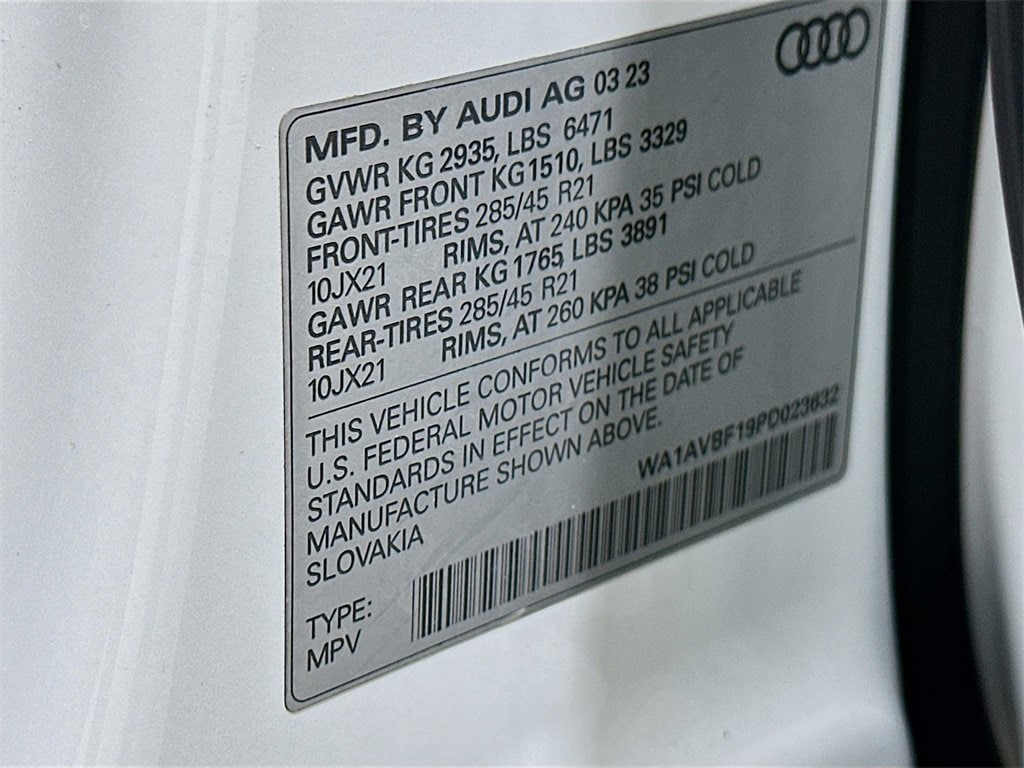 MFD. BY AUDI AG 03 23
GVWR KG 2935, LBS 6471
GAWR FRONT KG1510, LBS 3329
FRONT-TIRES 285/45 R21
10JX21 RIMS, AT 240 KPA 35 PSI COLD
GAWR REAR KG 1765, LBS 3891
REAR-TIRES 285/45 R21
10JX21 RIMS, AT 260 KPA 38 PSI COLD
THIS VEHICLE CONFORMS TO ALL APPLICABLE
U.S. FEDERAL MOTOR VEHICLE SAFETY
STANDARDS IN EFFECT ON THE DATE OF
MANUFACTURE SHOWN ABOVE.
SLOVAKIA
WA1AVBF19PD023632
TYPE:
MPV